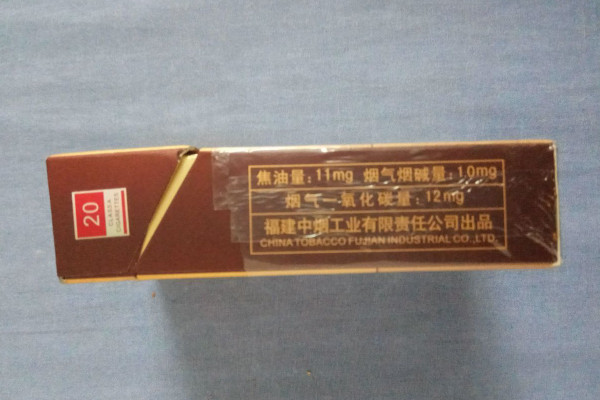 焦油量:11mg 烟气烟碱量:1.0mg
烟气一氧化碳量:12mg
福建中烟工业有限责任公司出品
CHINA TOBACCO FUJIAN INDUSTRIAL CO.,LTD.
20
CLASS A
CIGARETTES